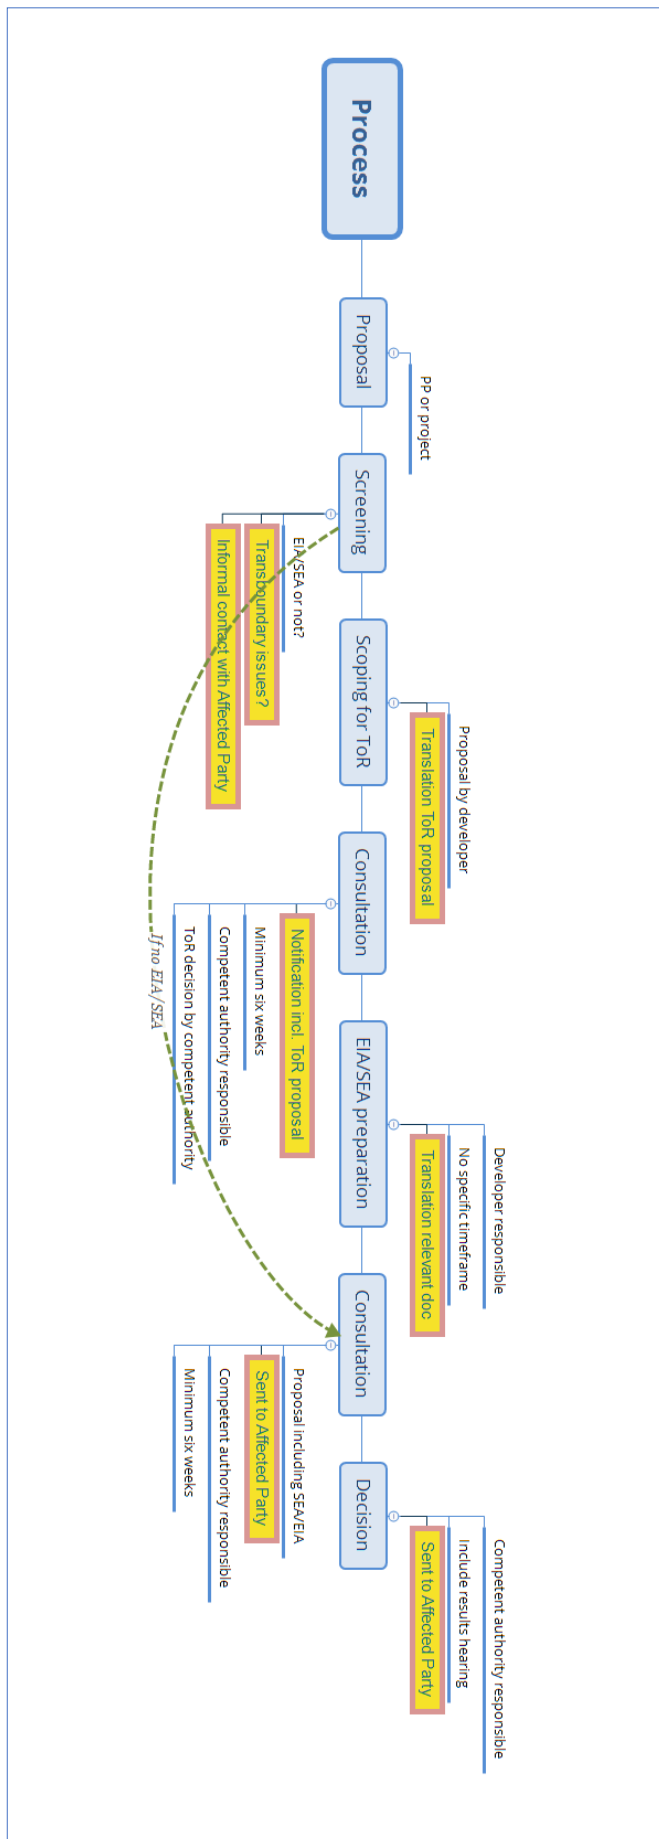 Process
Proposal
PP or project
Screening
EIA/SEA or not?
Transboundary issues?
Informal contact with Affected Party
Scoping for ToR
Proposal by developer
Translation ToR proposal
Consultation
Notification incl. ToR proposal
Minimum six weeks
Competent authority responsible
ToR decision by competent authority
If no EIA/SEA
EIA/SEA preparation
Developer responsible
No specific timeframe
Translation relevant doc
Consultation
Proposal including SEA/EIA
Sent to Affected Party
Competent authority responsible
Minimum six weeks
Decision
Competent authority responsible
Include results hearing
Sent to Affected Party